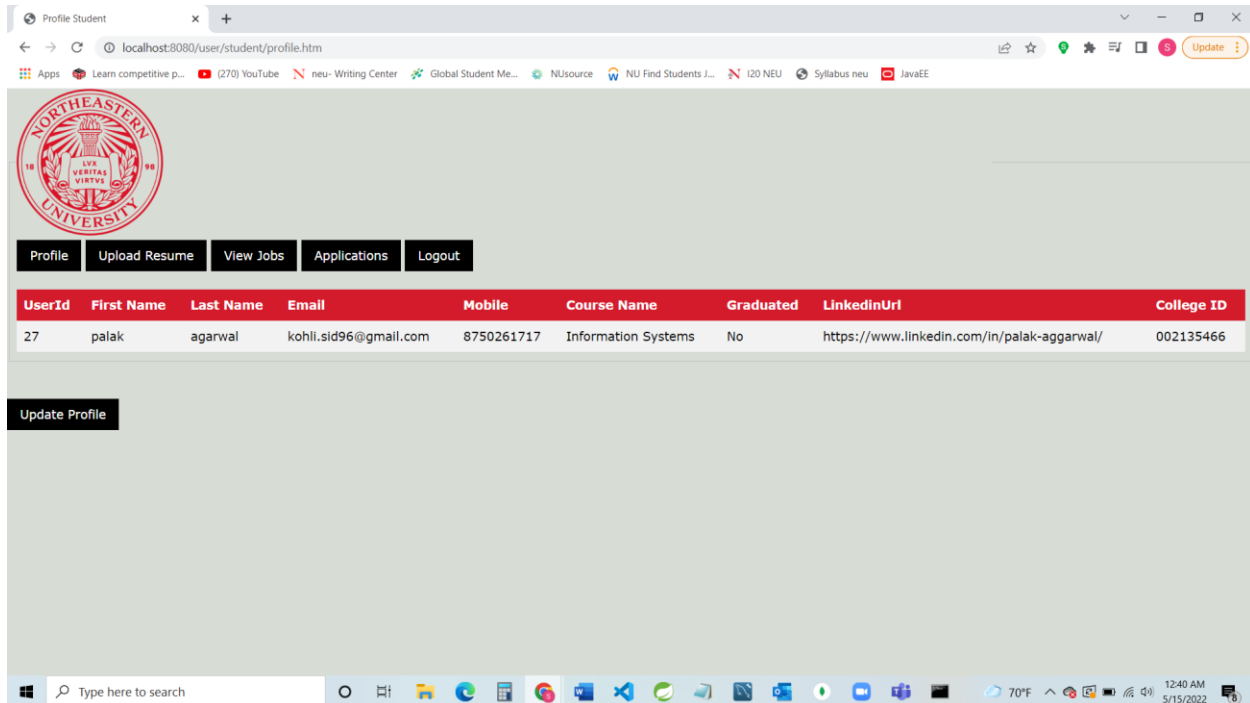 Profile Student
localhost:8080/user/student/profile.htm
S
Update
Apps
Learn competitive p...
(270) YouTube
neu- Writing Center
Global Student Me...
NUsource
NU Find Students J...
I20 NEU
Syllabus neu
JavaEE
NORTHEASTERN
18 98
LVX
VERITAS
VIRTVS
UNIVERSITY
Profile Upload Resume View Jobs Applications Logout
UserId First Name Last Name Email Mobile Course Name Graduated LinkedinUrl College ID
27 palak agarwal kohli.sid96@gmail.com 8750261717 Information Systems No https://www.linkedin.com/in/palak-aggarwal/ 002135466
Update Profile
Type here to search
70°F
12:40 AM
5/15/2022
8